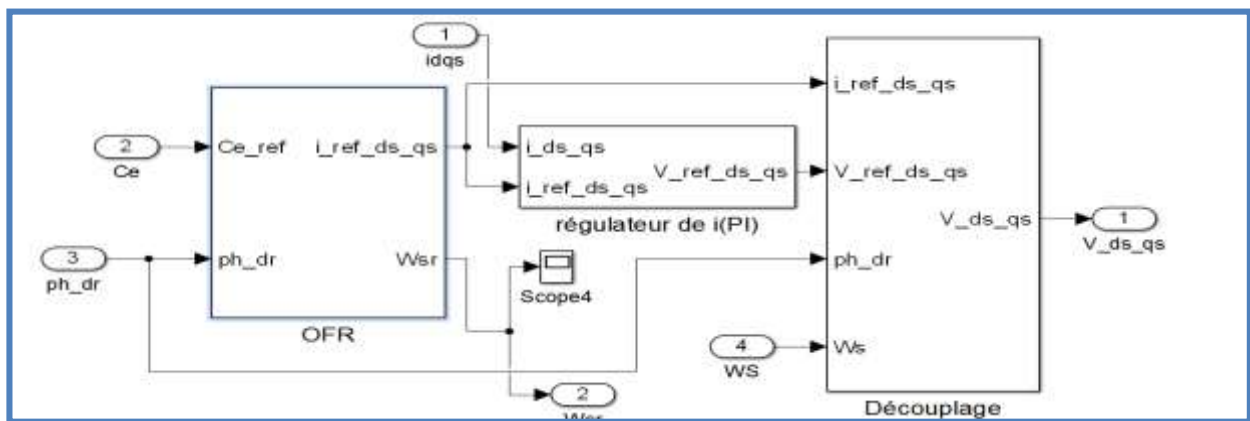 1
idqs
2
Ce
3
ph_dr
Ce_ref
i_ref_ds_qs
ph_dr
Wsr
OFR
i_ds_qs
i_ref_ds_qs
V_ref_ds_qs
régulateur de i(PI)
Scope4
2
Wsr
4
WS
i_ref_ds_qs
V_ref_ds_qs
ph_dr
Ws
V_ds_qs
Découplage
1
V_ds_qs